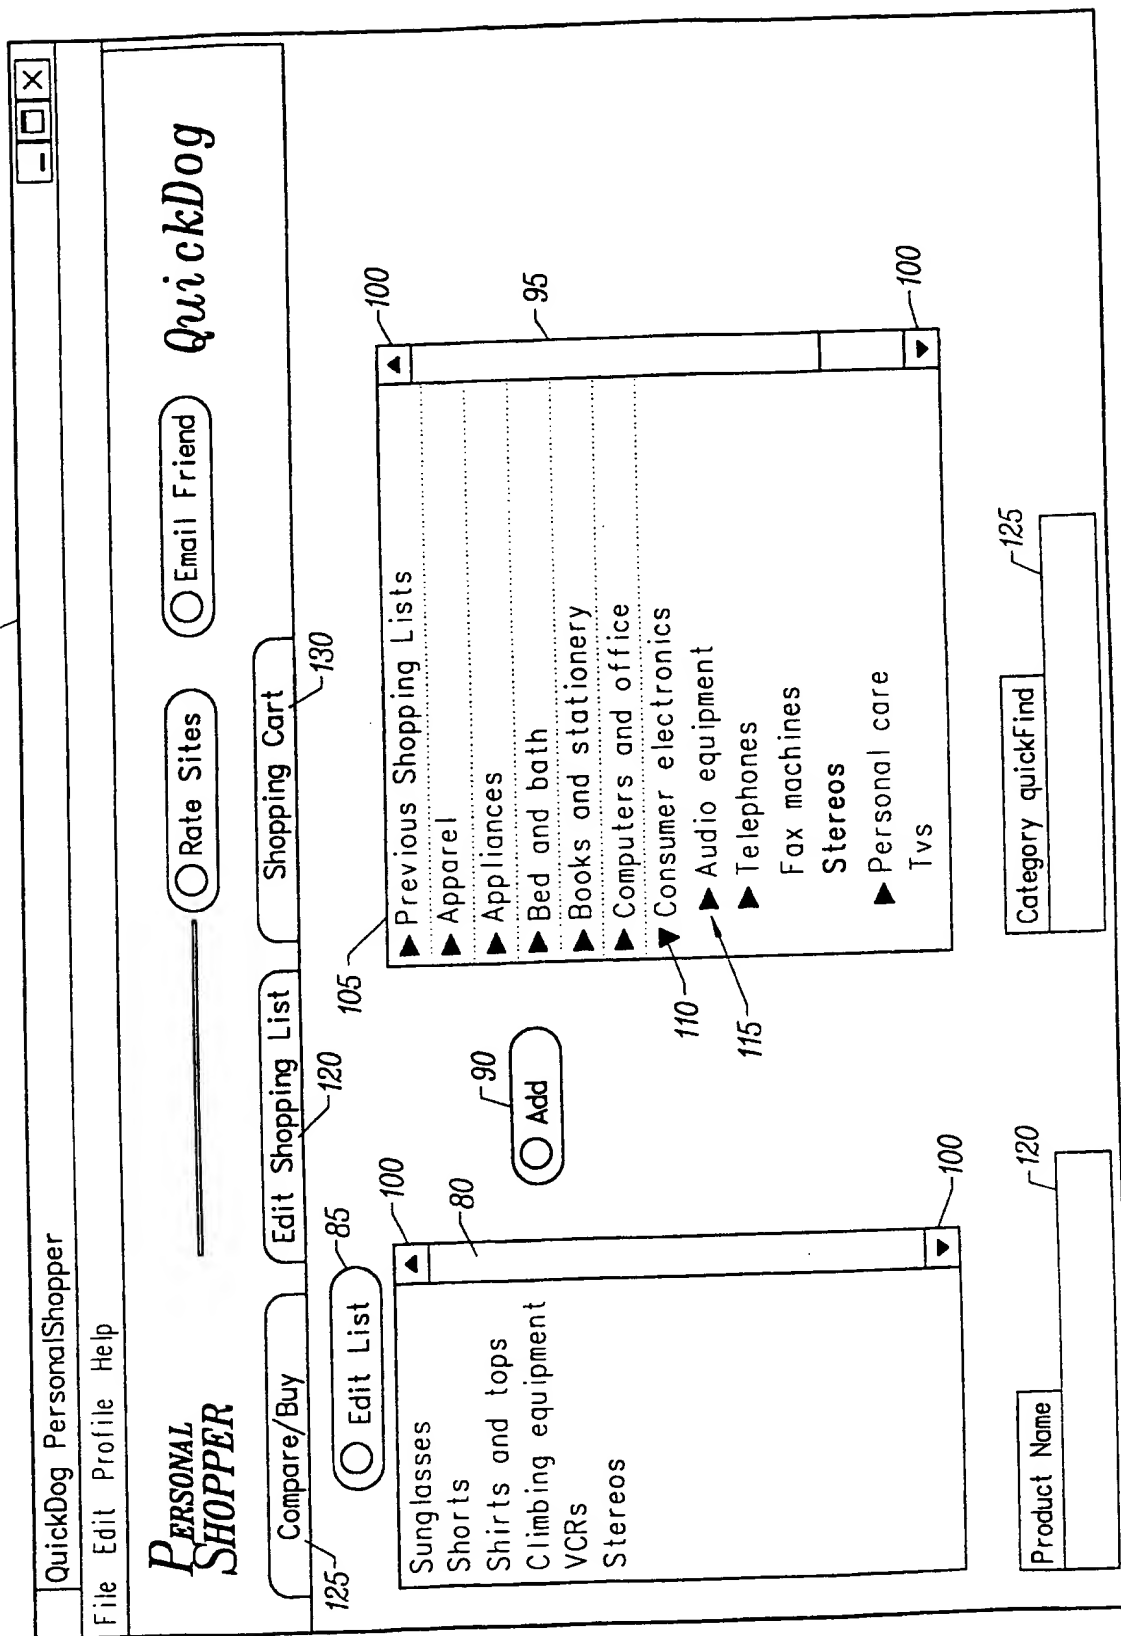 QuickDog PersonalShopper
File Edit Profile Help
PERSONAL
SHOPPER
Rate Sites
Email Friend
QuickDog
Compare/Buy
125
Edit Shopping List
120
Shopping Cart
130
Edit List
85
100
80
100
Sunglasses
Shorts
Shirts and tops
Climbing equipment
VCRs
Stereos
Add
90
105
100
95
100
Previous Shopping Lists
Apparel
Appliances
Bed and bath
Books and stationery
Computers and office
Consumer electronics
110
Audio equipment
115
Telephones
Fax machines
Stereos
Personal care
Tvs
Product Name
120
Category quickFind
125